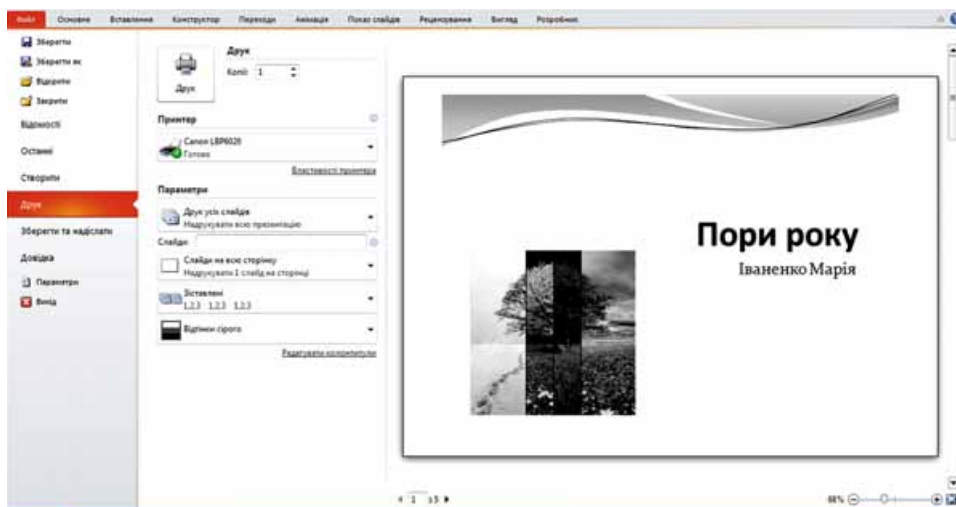 Файл Основне Вставлення Конструктор Переходи Анімація Показ слайдів Рецензування Вигляд Розробник
Зберегти
Зберегти як
Відкрити
Закрити
Відомості
Останні
Створити
Друк
Зберегти та надіслати
Довідка
Параметри
Вихід
Друк
Друк
Копії: 1
Принтер
Canon LBP6020
Готово
Властивості принтера
Параметри
Друк усіх слайдів
Надрукувати всю презентацію
Слайди:
Слайди на всю сторінку
Надрукувати 1 слайд на сторінці
Зіставлені
1,2,3 1,2,3 1,2,3
Відтінки сірого
Редагувати колонтитули
Пори року
Іваненко Марія
1 з 5
68%